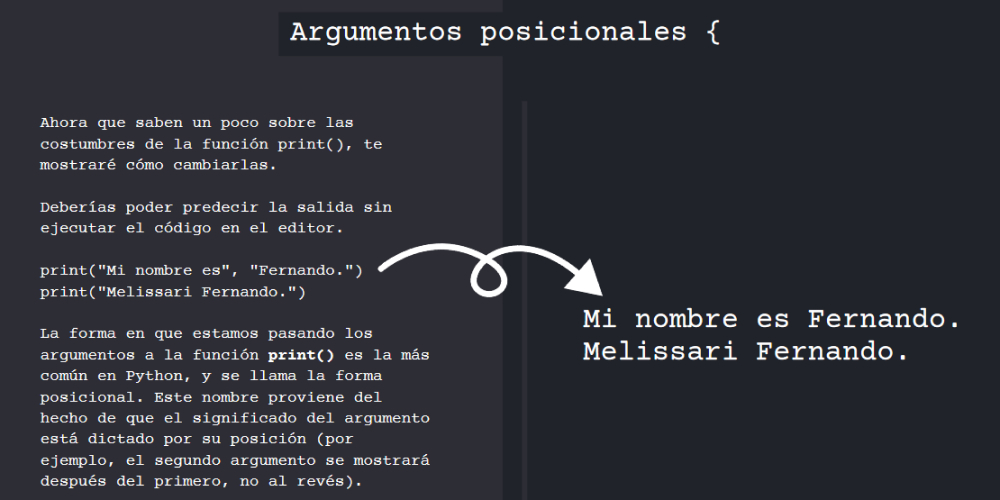 Argumentos posicionales {
Ahora que saben un poco sobre las
costumbres de la función print(), te
mostraré cómo cambiarlas.
Deberías poder predecir la salida sin
ejecutar el código en el editor.
print("Mi nombre es", "Fernando.")
print("Melissari Fernando.")
La forma en que estamos pasando los
argumentos a la función print() es la más
común en Python, y se llama la forma
posicional. Este nombre proviene del
hecho de que el significado del argumento
está dictado por su posición (por
ejemplo, el segundo argumento se mostrará
después del primero, no al revés).
Mi nombre es Fernando.
Melissari Fernando.